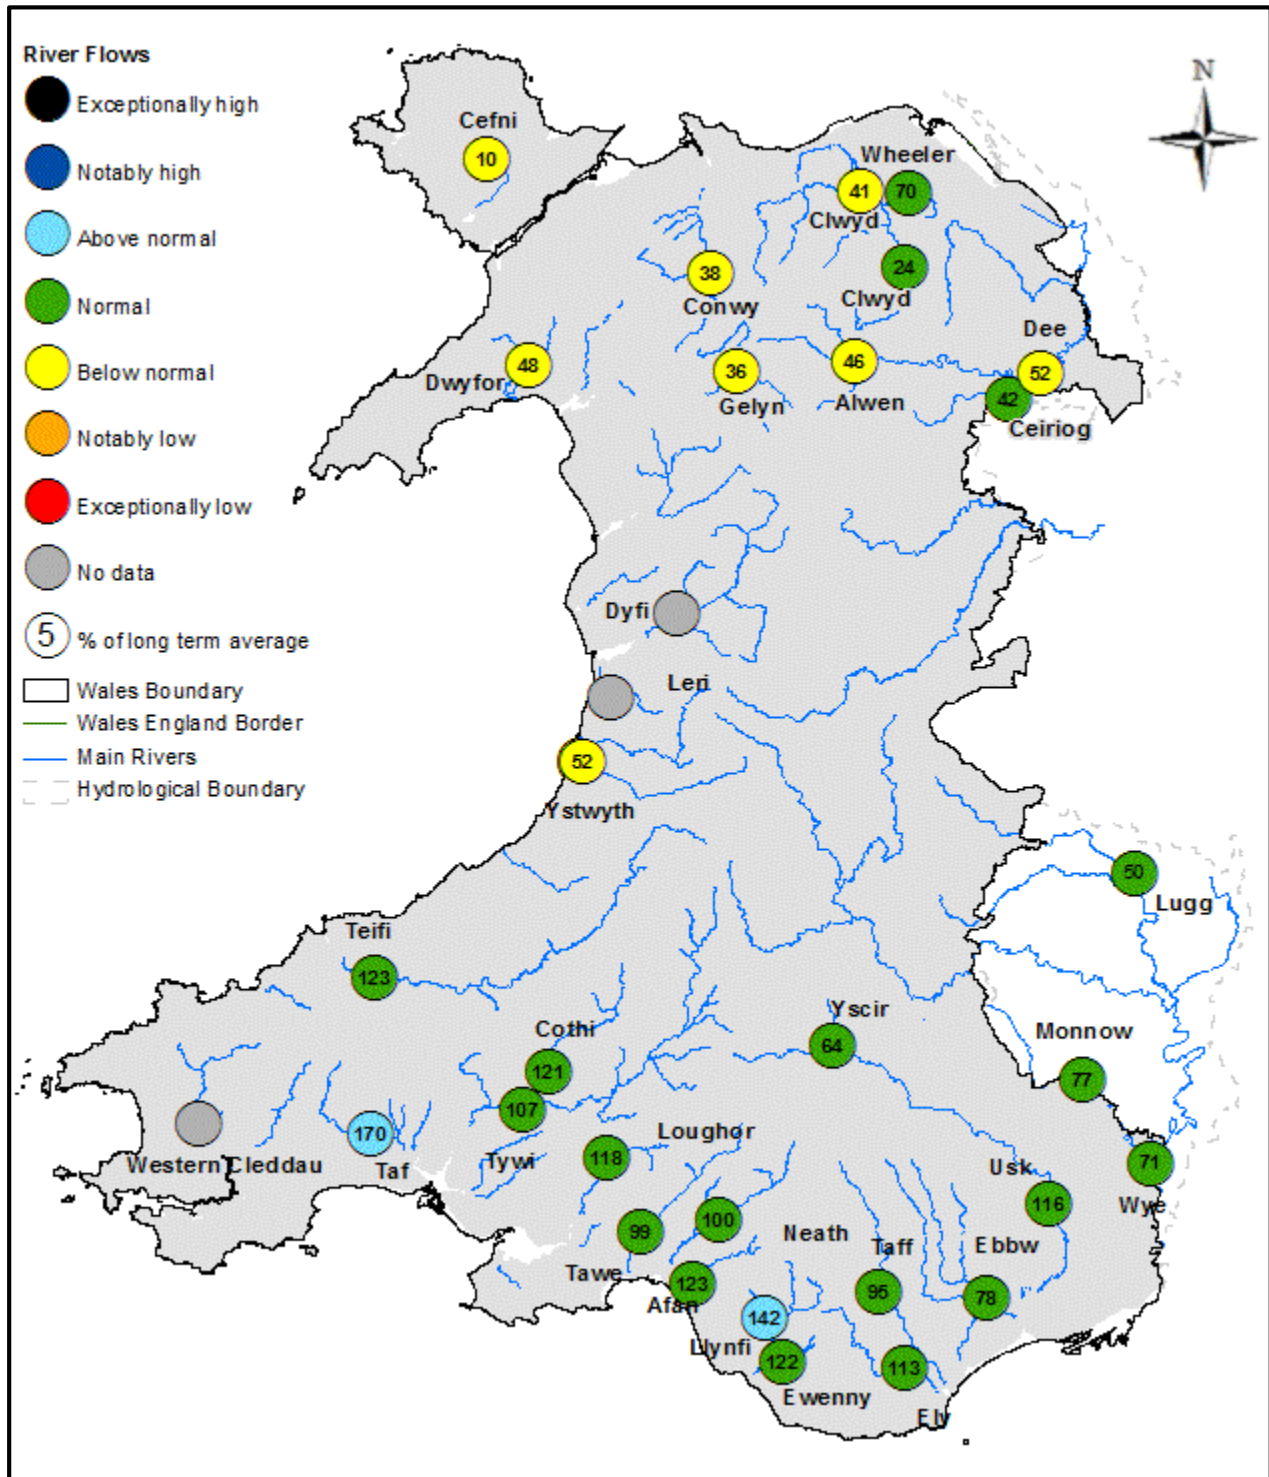 River Flows
Exceptionally high
Notably high
Above normal
Normal
Below normal
Notably low
Exceptionally low
No data
5 % of long term average
Wales Boundary
Wales England Border
Main Rivers
Hydrological Boundary
N
Cefni
10
Wheeler
41
70
Clwyd
24
Clwyd
38
Conwy
Dee
48
Dwyfor
36
Gelyn
46
Alwen
52
42
Ceiriog
Dyfi
Leri
52
Ystwyth
50
Lugg
Teifi
123
Cothi
121
107
Tywi
Yscir
64
Monnow
77
Western Cleddau
170
Taf
Loughor
118
71
Wye
Usk
116
99
Tawe
100
Neath
Taff
Ebbw
123
Afan
95
78
142
Llynfi
122
Ewenny
113
Ely